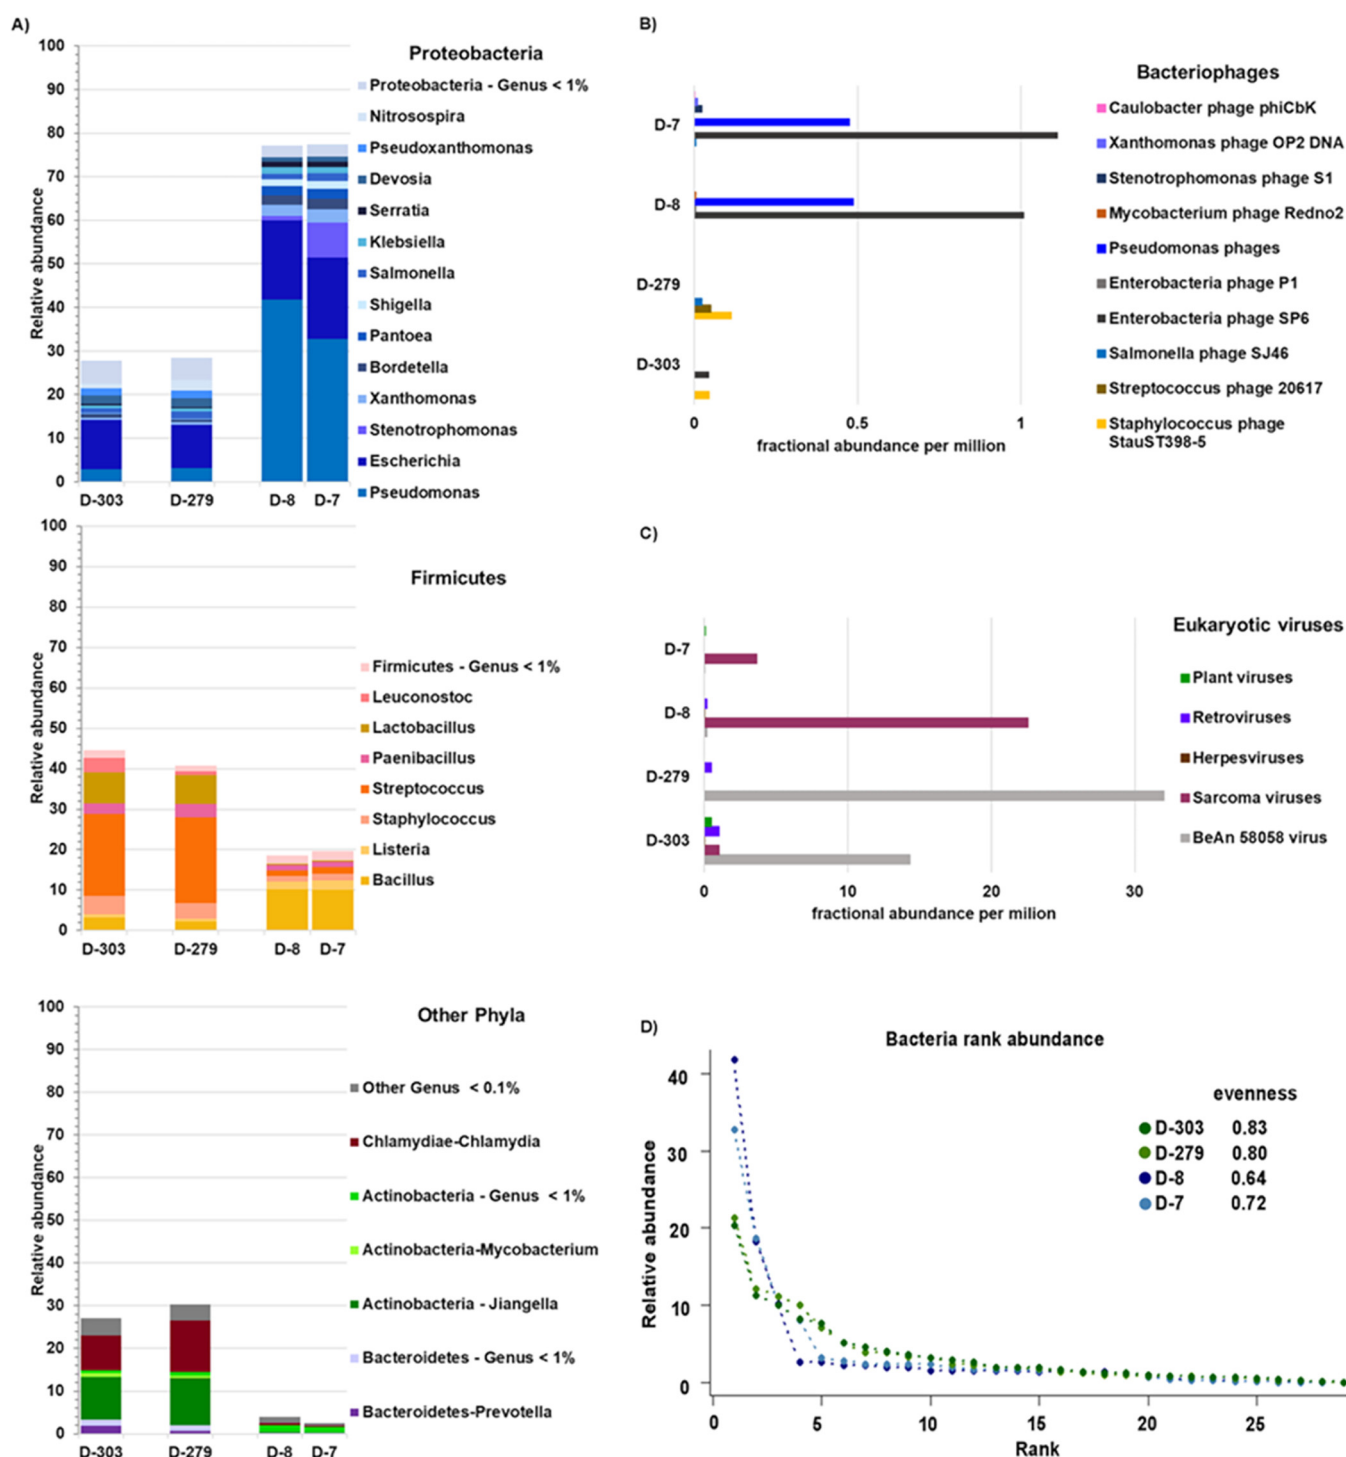 A)
Proteobacteria
Relative abundance
100
90
80
70
60
50
40
30
20
10
0
D-303
D-279
D-8
D-7
Proteobacteria - Genus < 1%
Nitrosospira
Pseudoxanthomonas
Devosia
Serratia
Klebsiella
Salmonella
Shigella
Pantoea
Bordetella
Xanthomonas
Stenotrophomonas
Escherichia
Pseudomonas
Firmicutes
Relative abundance
100
90
80
70
60
50
40
30
20
10
0
D-303
D-279
D-8
D-7
Firmicutes - Genus < 1%
Leuconostoc
Lactobacillus
Paenibacillus
Streptococcus
Staphylococcus
Listeria
Bacillus
Other Phyla
Relative abundance
100
90
80
70
60
50
40
30
20
10
0
D-303
D-279
D-8
D-7
Other Genus < 0.1%
Chlamydiae-Chlamydia
Actinobacteria - Genus < 1%
Actinobacteria-Mycobacterium
Actinobacteria - Jiangella
Bacteroidetes - Genus < 1%
Bacteroidetes-Prevotella
B)
D-7
D-8
D-279
D-303
0
0.5
1
fractional abundance per million
Bacteriophages
Caulobacter phage phiCbK
Xanthomonas phage OP2 DNA
Stenotrophomonas phage S1
Mycobacterium phage Redno2
Pseudomonas phages
Enterobacteria phage P1
Enterobacteria phage SP6
Salmonella phage SJ46
Streptococcus phage 20617
Staphylococcus phage
StauST398-5
C)
D-7
D-8
D-279
D-303
0
10
20
30
fractional abundance per milion
Eukaryotic viruses
Plant viruses
Retroviruses
Herpesviruses
Sarcoma viruses
BeAn 58058 virus
D)
Bacteria rank abundance
Relative abundance
40
30
20
10
0
0
5
10
15
20
25
Rank
evenness
D-303 0.83
D-279 0.80
D-8 0.64
D-7 0.72